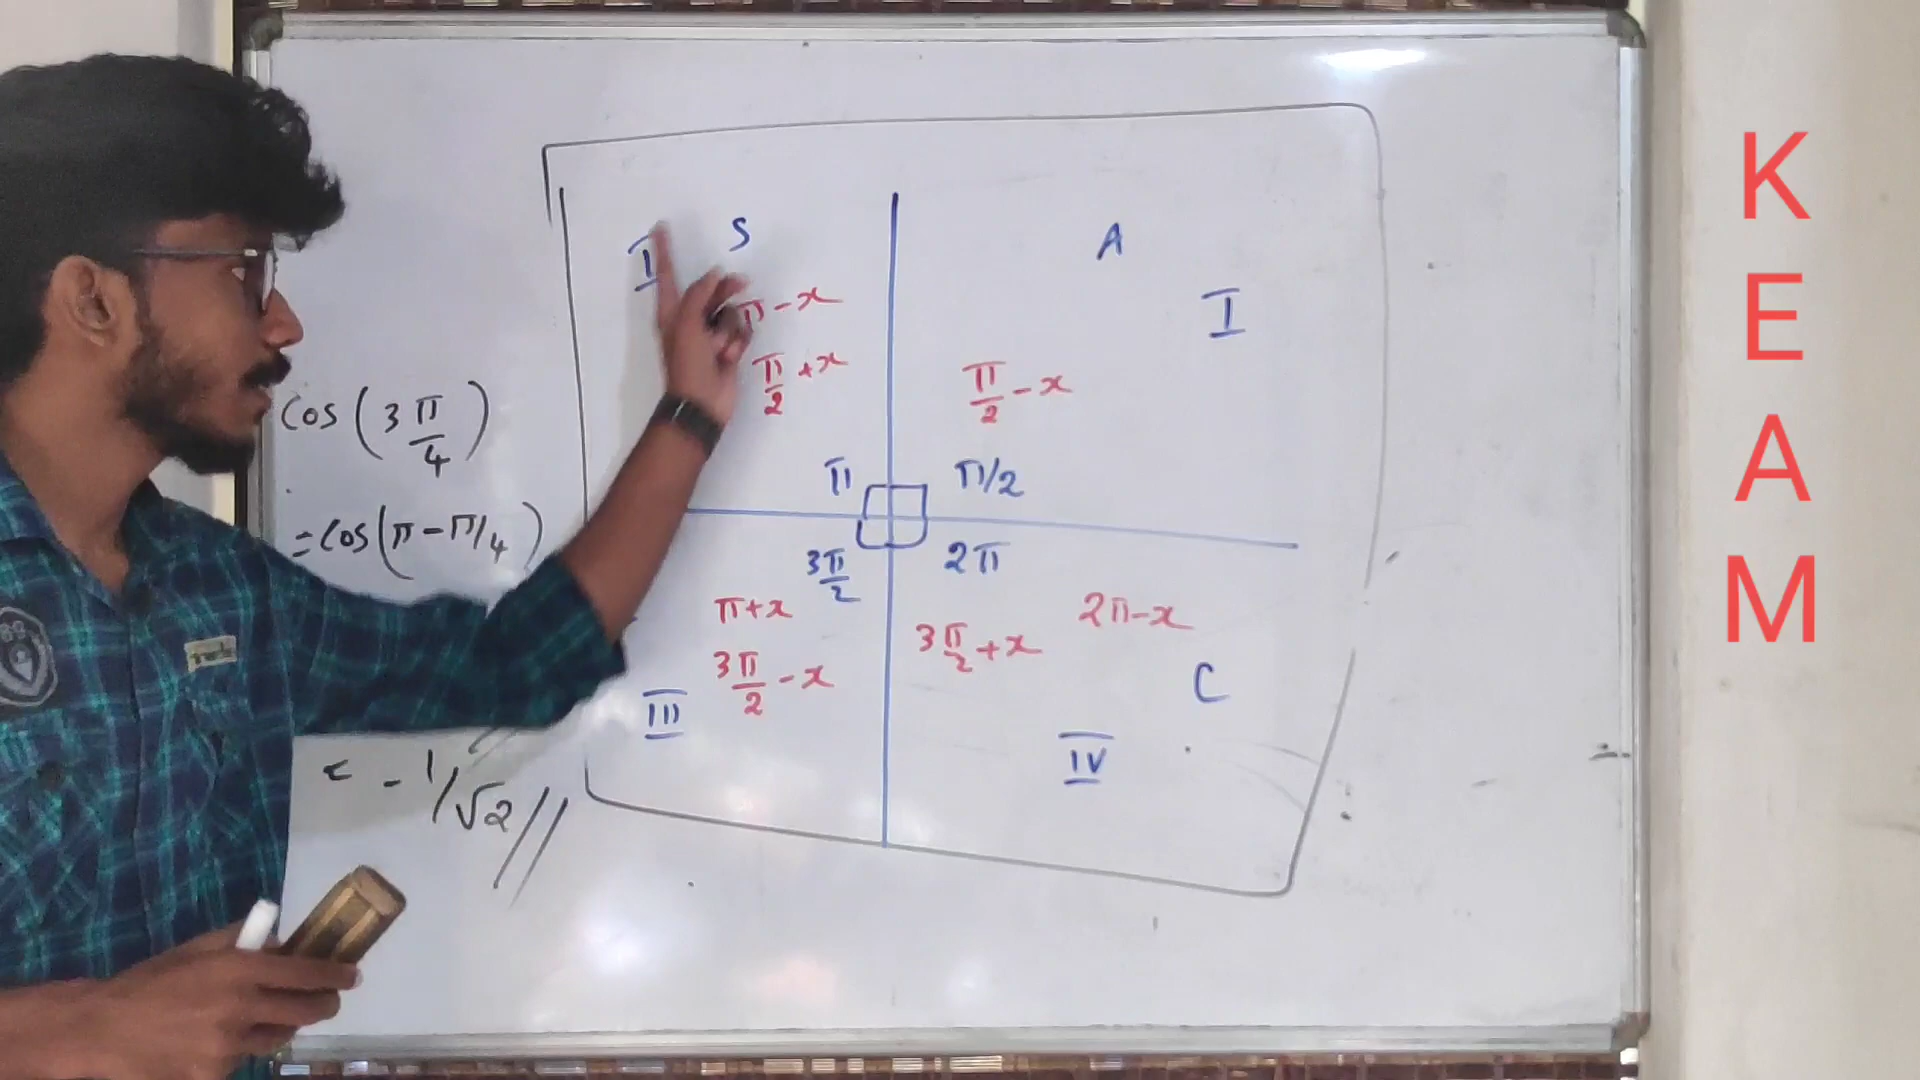 cos(3π/4)
= cos(π - π/4)
- 1/√2 //
S
π - x
π/2 + x
π
A
I
π/2 - x
π/2
3π/2
π + x
3π/2 - x
III
2π
3π/2 + x
2π - x
C
IV
K
E
A
M